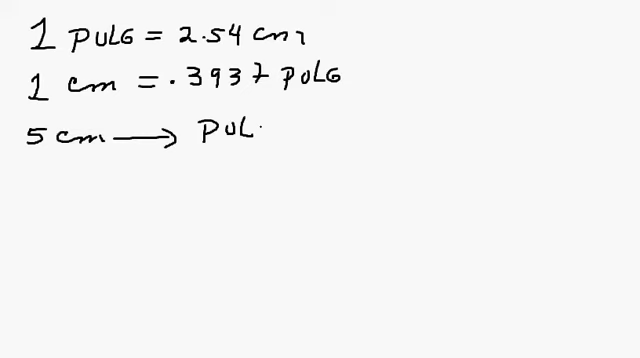 1 PULG = 2.54 cm
1 cm = .3937 PULG
5 cm → PUL